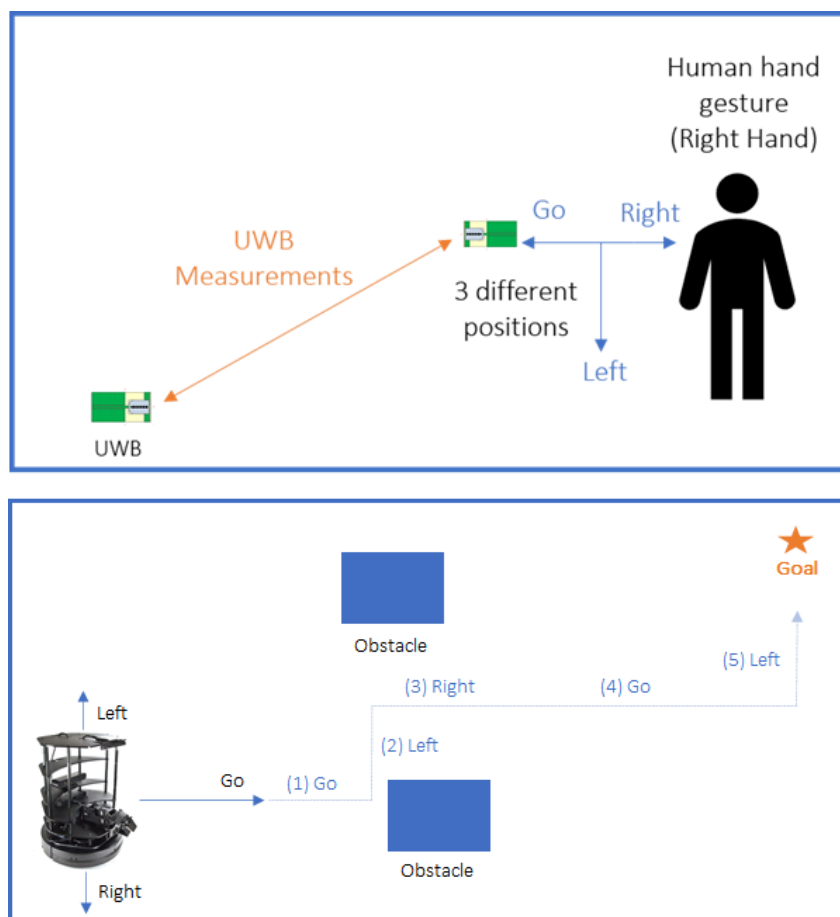 Human hand
gesture
(Right Hand)
Go
Right
UWB
Measurements
3 different
positions
Left
UWB
Goal
Obstacle
(5) Left
(3) Right
(4) Go
Left
(2) Left
Go
(1) Go
Obstacle
Right